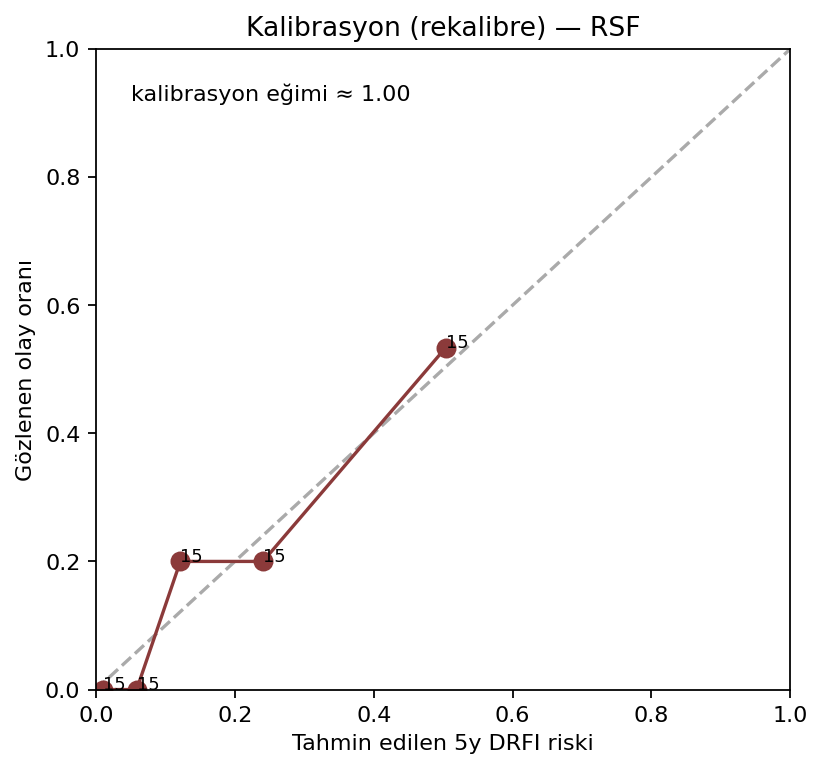 Kalibrasyon (rekalibre) — RSF
kalibrasyon eğimi ≈ 1.00
Gözlenen olay oranı
1.0
0.8
0.6
0.4
0.2
0.0
15
15
15
15
15
0.0 0.2 0.4 0.6 0.8 1.0
Tahmin edilen 5y DRFI riski